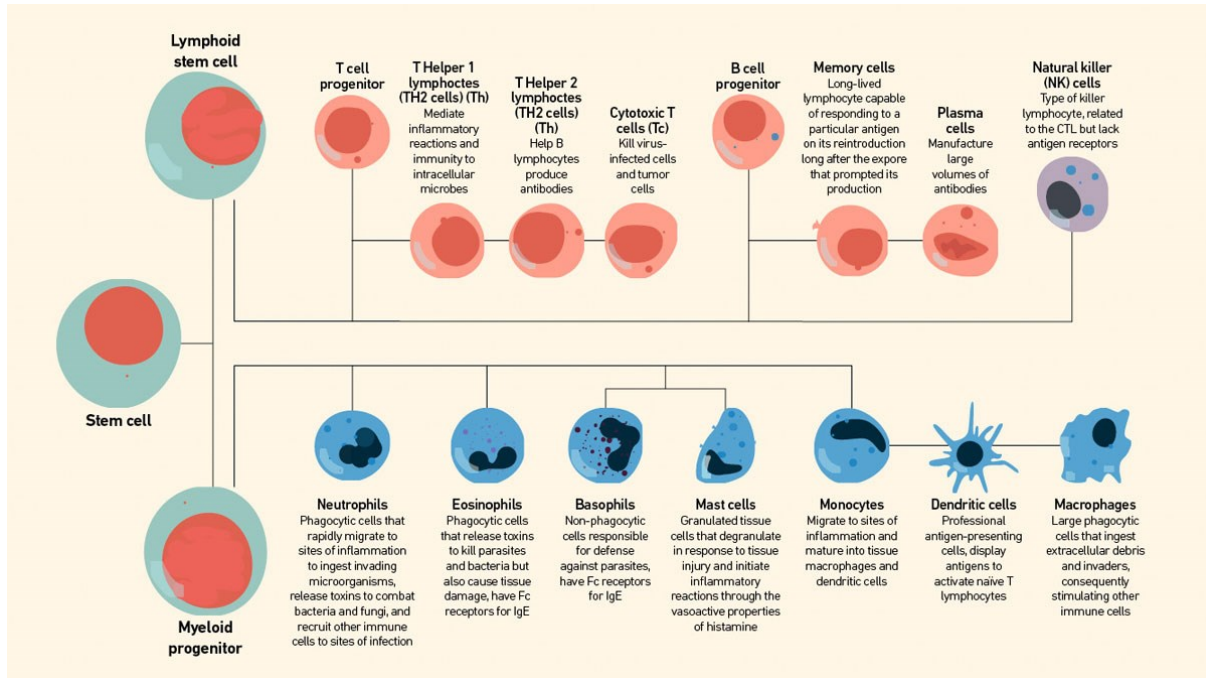 Lymphoid
stem cell
T cell
progenitor
T Helper 1
lymphoctes
(TH2 cells) (Th)
Mediate
inflammatory
reactions and
immunity to
intracellular
microbes
T Helper 2
lymphoctes
(TH2 cells)
(Th)
Help B
lymphocytes
produce
antibodies
Cytotoxic T
cells (Tc)
Kill virus-
infected cells
and tumor
cells
B cell
progenitor
Memory cells
Long-lived
lymphocyte capable
of responding to a
particular antigen
on its reintroduction
long after the expore
that prompted its
production
Plasma
cells
Manufacture
large
volumes of
antibodies
Natural killer
(NK) cells
Type of killer
lymphocyte, related
to the CTL but lack
antigen receptors
Stem cell
Myeloid
progenitor
Neutrophils
Phagocytic cells that
rapidly migrate to
sites of inflammation
to ingest invading
microorganisms,
release toxins to combat
bacteria and fungi, and
recruit other immune
cells to sites of infection
Eosinophils
Phagocytic cells
that release toxins
to kill parasites
and bacteria but
also cause tissue
damage, have Fc
receptors for IgE
Basophils
Non-phagocytic
cells responsible
for defense
against parasites,
have Fc receptors
for IgE
Mast cells
Granulated tissue
cells that degranulate
in response to tissue
injury and initiate
inflammatory
reactions through the
vasoactive properties
of histamine
Monocytes
Migrate to sites of
inflammation and
mature into tissue
macrophages and
dendritic cells
Dendritic cells
Professional
antigen-presenting
cells, display
antigens to
activate naïve T
lymphocytes
Macrophages
Large phagocytic
cells that ingest
extracellular debris
and invaders,
consequently
stimulating other
immune cells